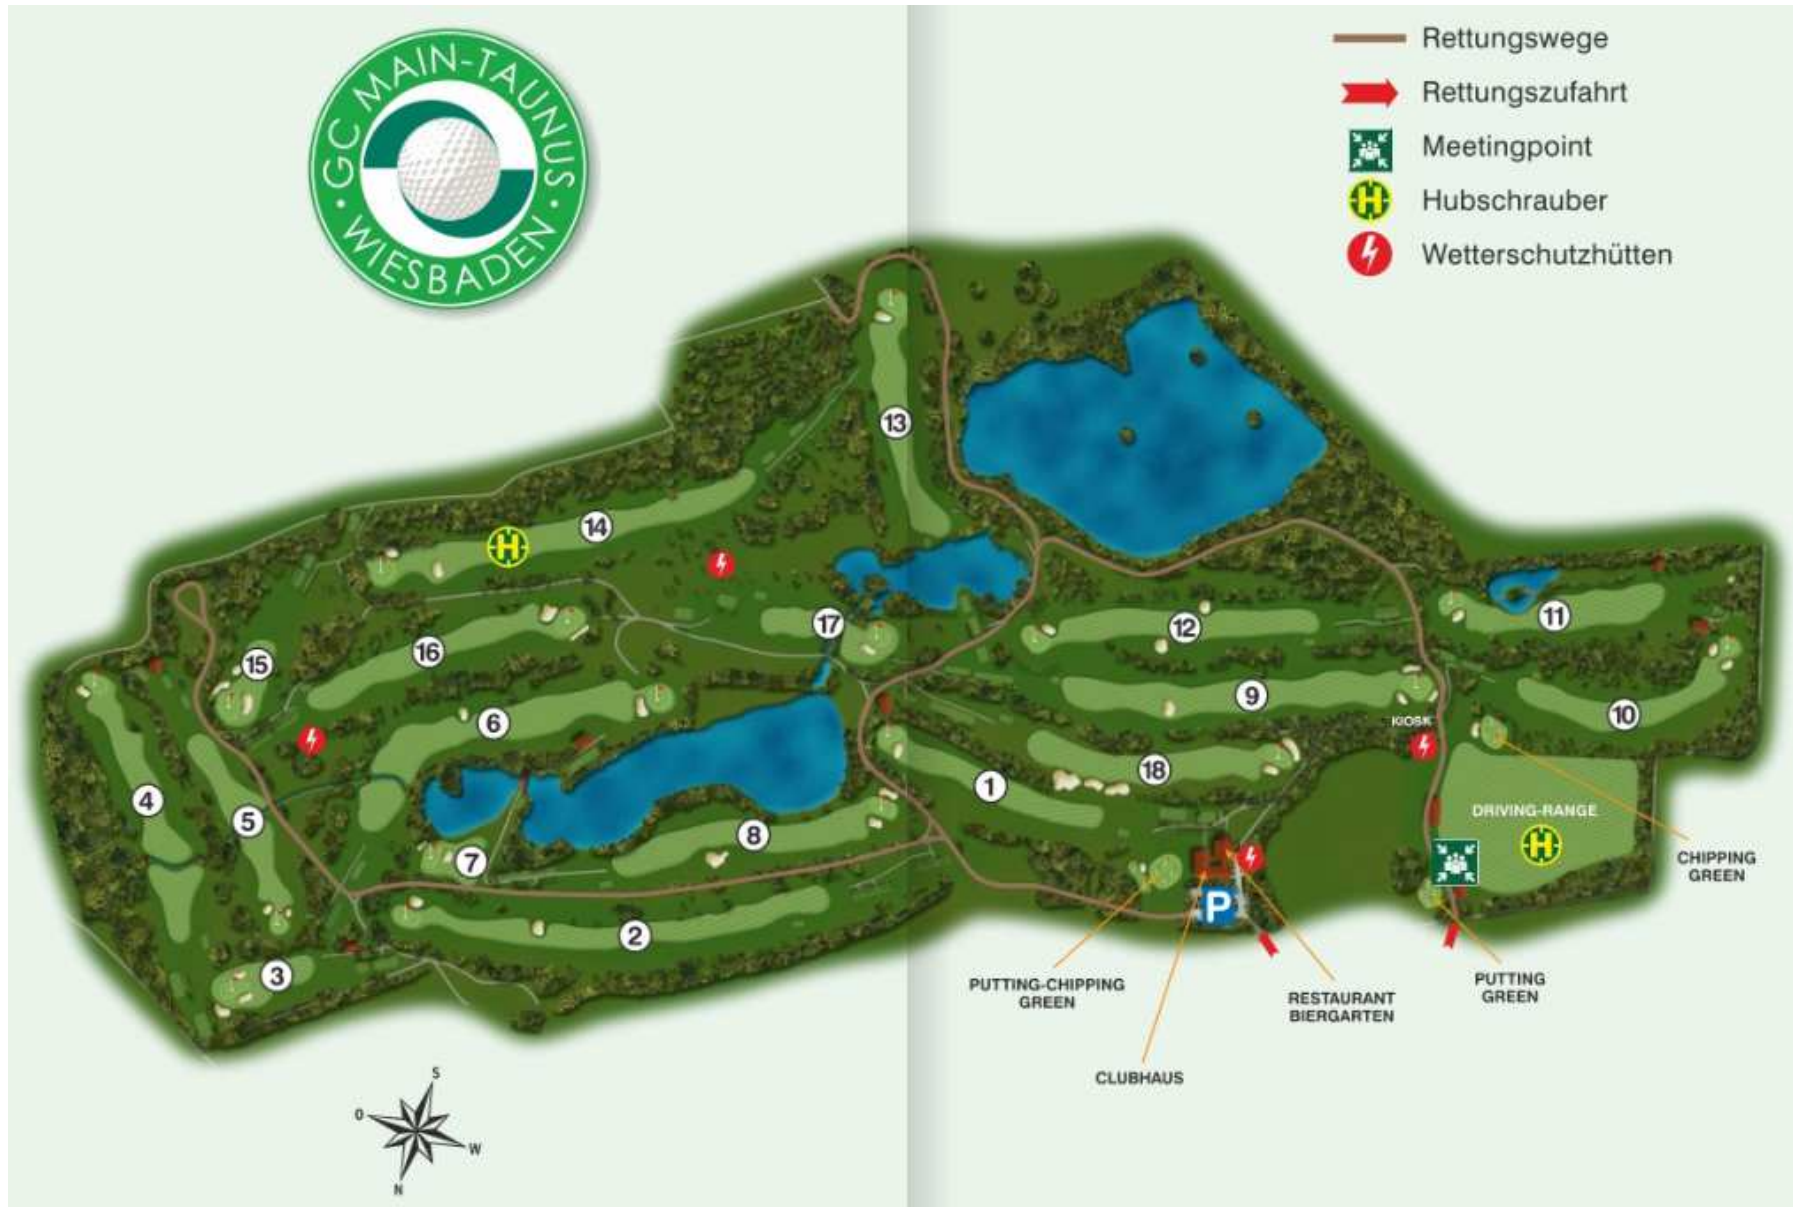 GC MAIN-TAUNUS
· WIESBADEN ·
Rettungswege
Rettungszufahrt
Meetingpoint
H Hubschrauber
Wetterschutzhütten
13
14
H
17
16
15
12
11
9
10
6
KIOSK
4
5
1
18
8
7
DRIVING-RANGE
H
CHIPPING
GREEN
P
2
3
PUTTING-CHIPPING
GREEN
RESTAURANT
BIERGARTEN
PUTTING
GREEN
CLUBHAUS
S
O
W
N